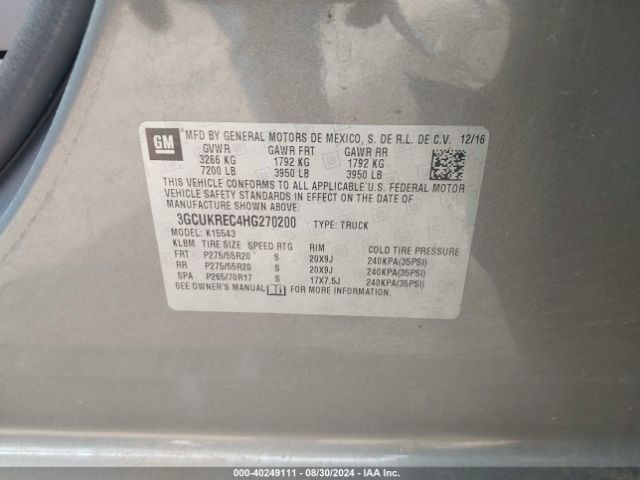 GM
MFD BY GENERAL MOTORS DE MEXICO, S. DE R.L. DE C.V. 12/16
GVWR GAWR FRT GAWR RR
3266 KG 1792 KG 1792 KG
7200 LB 3950 LB 3950 LB
THIS VEHICLE CONFORMS TO ALL APPLICABLE U.S. FEDERAL MOTOR
VEHICLE SAFETY STANDARDS IN EFFECT ON THE DATE OF
MANUFACTURE SHOWN ABOVE.
3GCUKREC4HG270200 TYPE: TRUCK
MODEL: K15543
KLBM TIRE SIZE SPEED RTG RIM COLD TIRE PRESSURE
FRT P275/55R20 S 20X9J 240KPA(35PSI)
RR P275/55R20 S 20X9J 240KPA(35PSI)
SPA P265/70R17 S 17X7.5J 240KPA(35PSI)
SEE OWNER'S MANUAL FOR MORE INFORMATION.
000-40249111 - 08/30/2024 - IAA Inc.